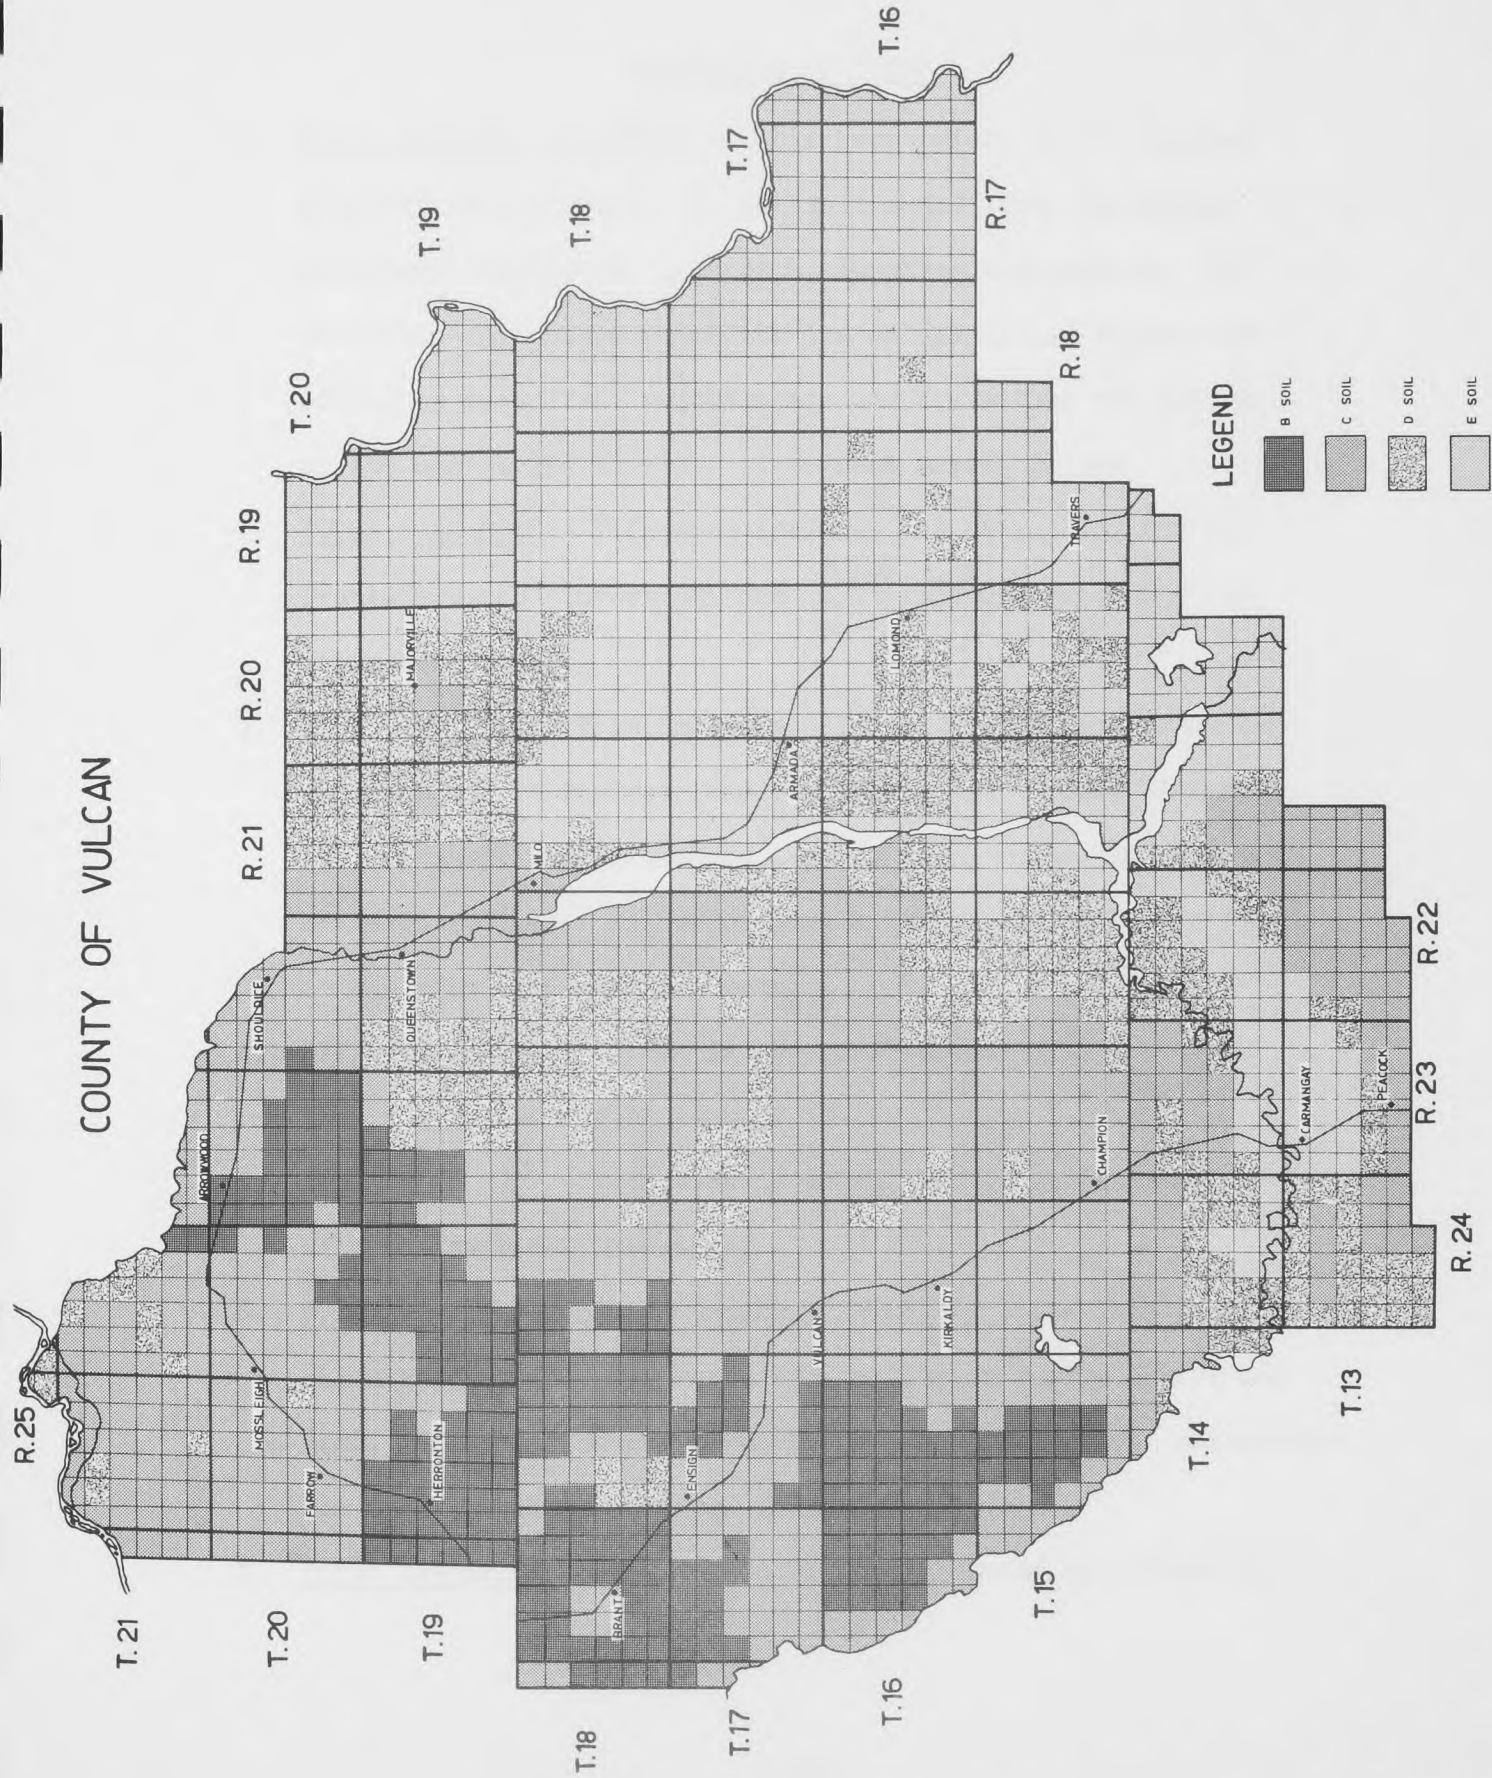 COUNTY OF VULCAN
R.25
T. 21
T. 20
T.19
T.18
T.17
T.16
T.15
T.14
T.13
R.24
R.23
R.22
R.21
R.20
R.19
T. 20
T.19
T.18
T.17
T.16
R.17
R.18
ARROWWOOD
SHOULDICE
MOSSLEIGH
FARROW
HERRONTON
QUEENSTOWN
MAJORVILLE
MILO
BRANT
ENSIGN
ARMADA
VULCAN
KIRKALDY
LOMOND
CHAMPION
TRAVERS
CARMANGAY
PEACOCK
LEGEND
B SOIL
C SOIL
D SOIL
E SOIL